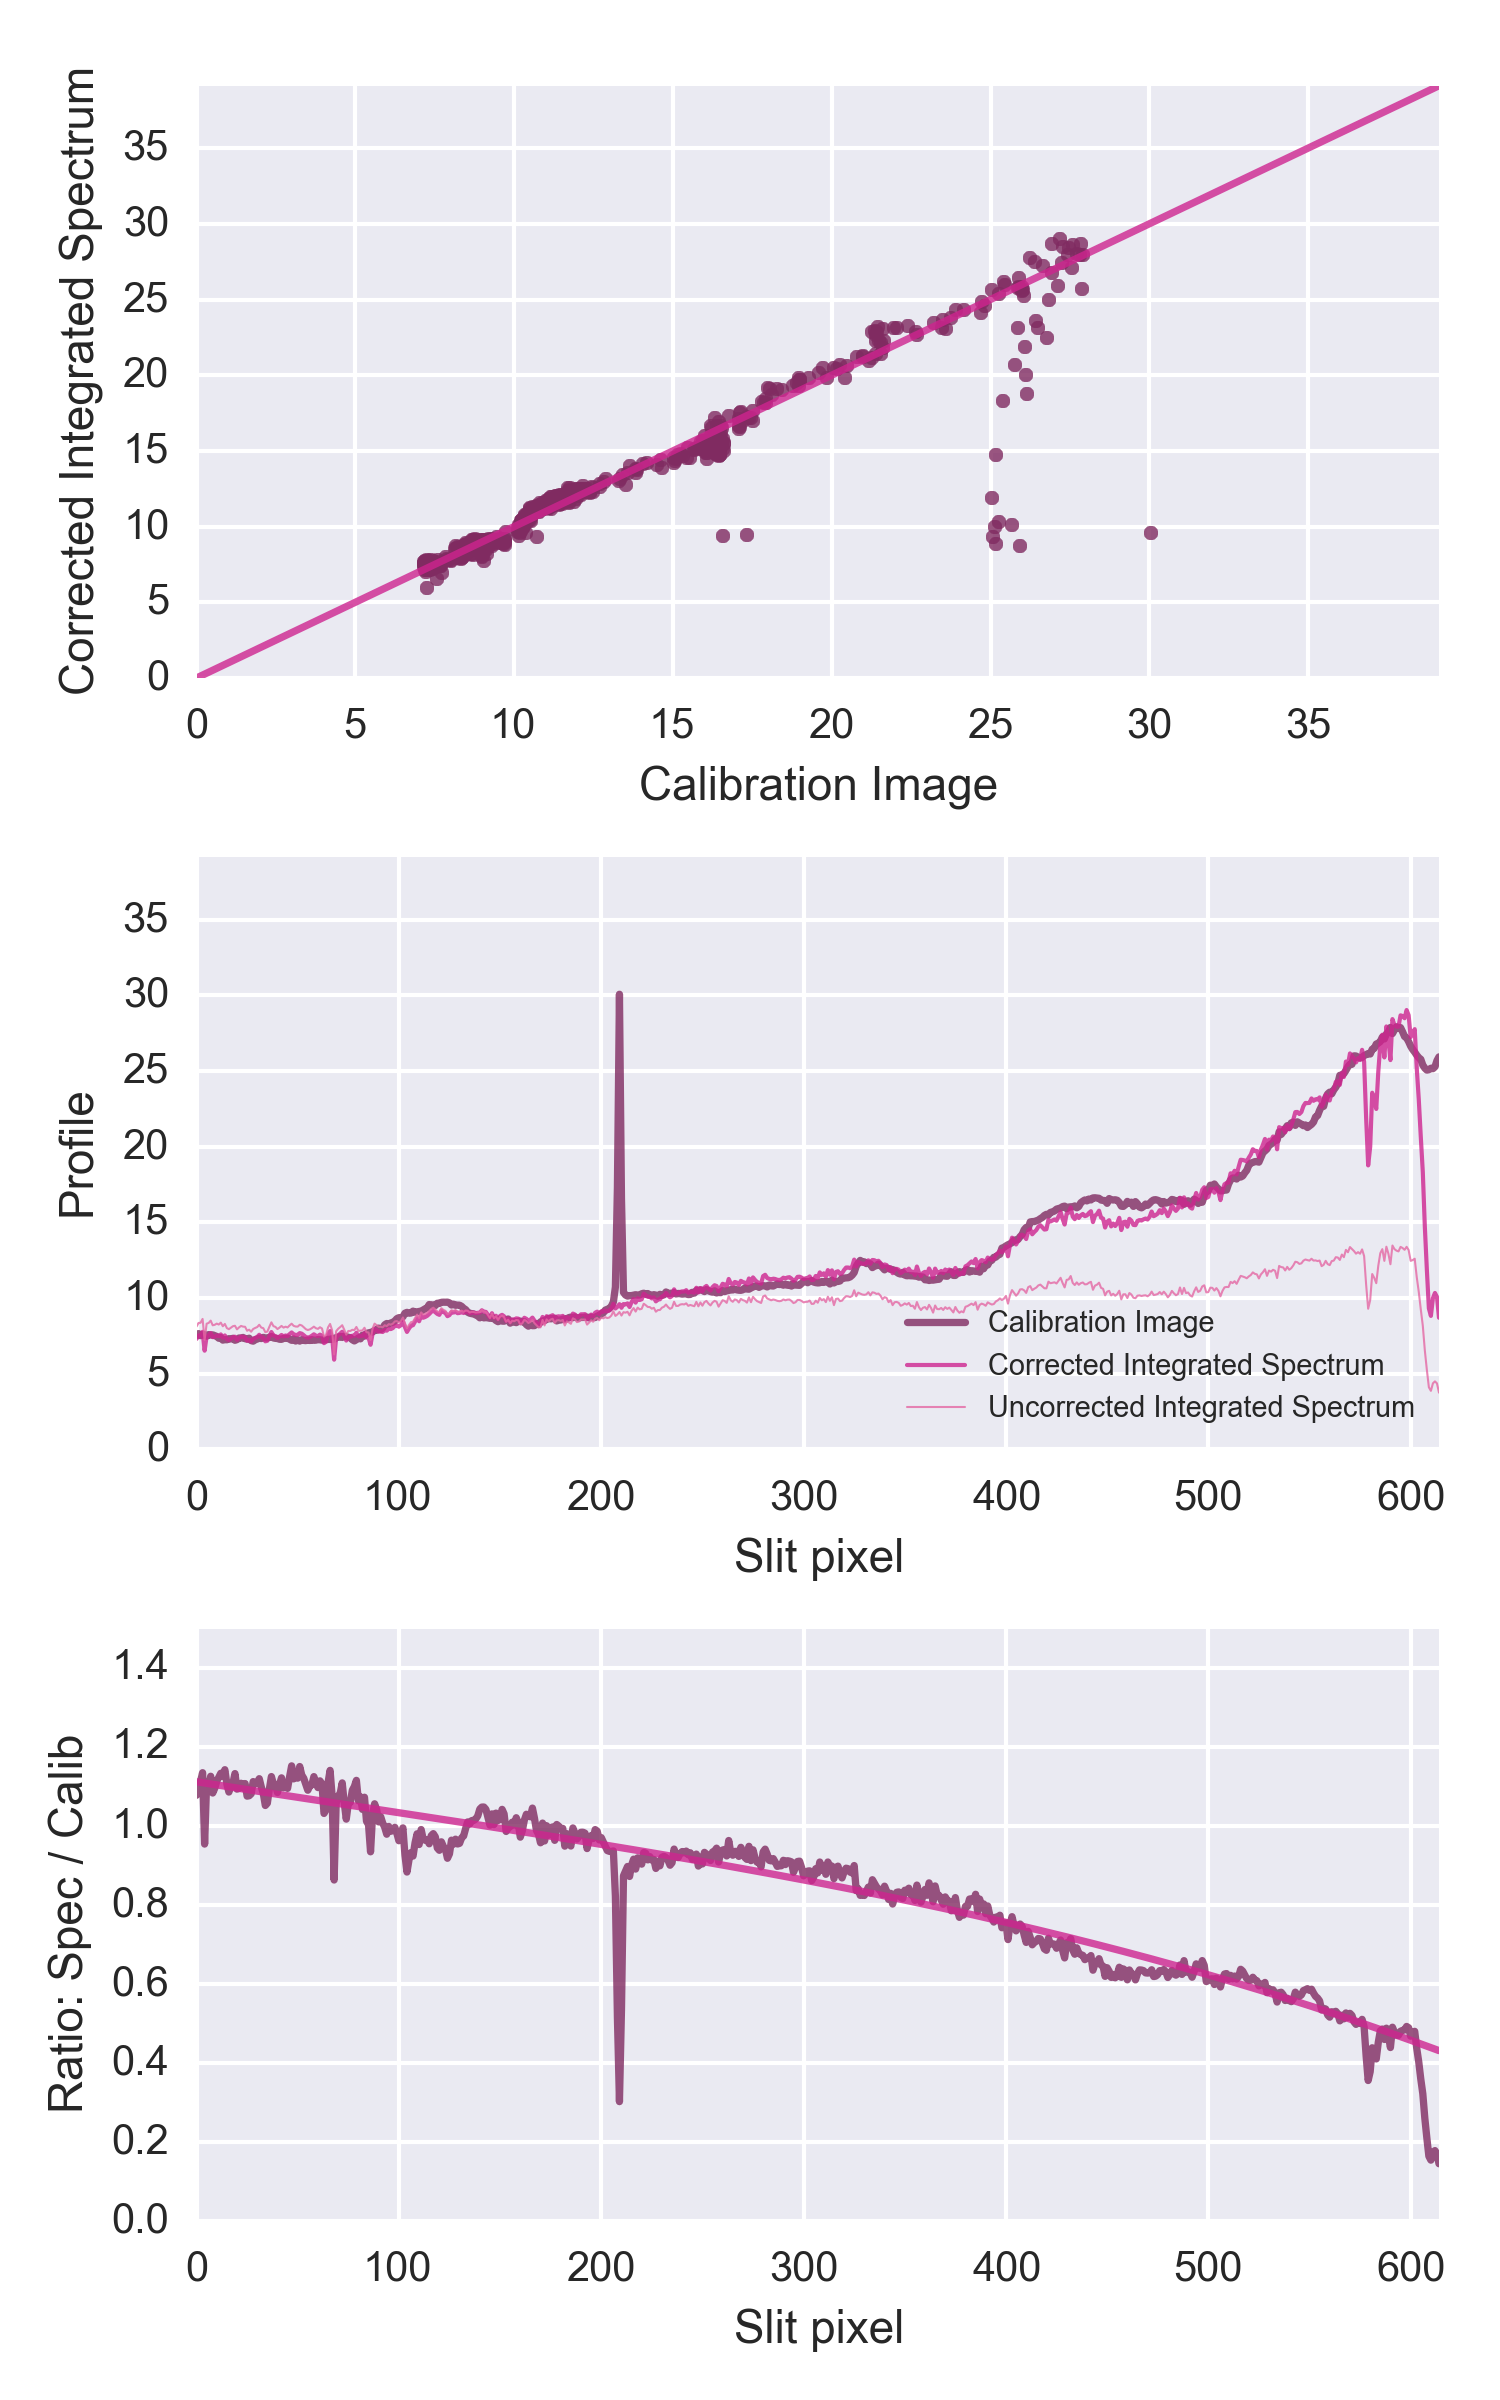 Corrected Integrated Spectrum
35
30
25
20
15
10
5
0
0 5 10 15 20 25 30 35
Calibration Image
Profile
35
30
25
20
15
10
5
0
Calibration Image
Corrected Integrated Spectrum
Uncorrected Integrated Spectrum
0 100 200 300 400 500 600
Slit pixel
Ratio: Spec / Calib
1.4
1.2
1.0
0.8
0.6
0.4
0.2
0.0
0 100 200 300 400 500 600
Slit pixel